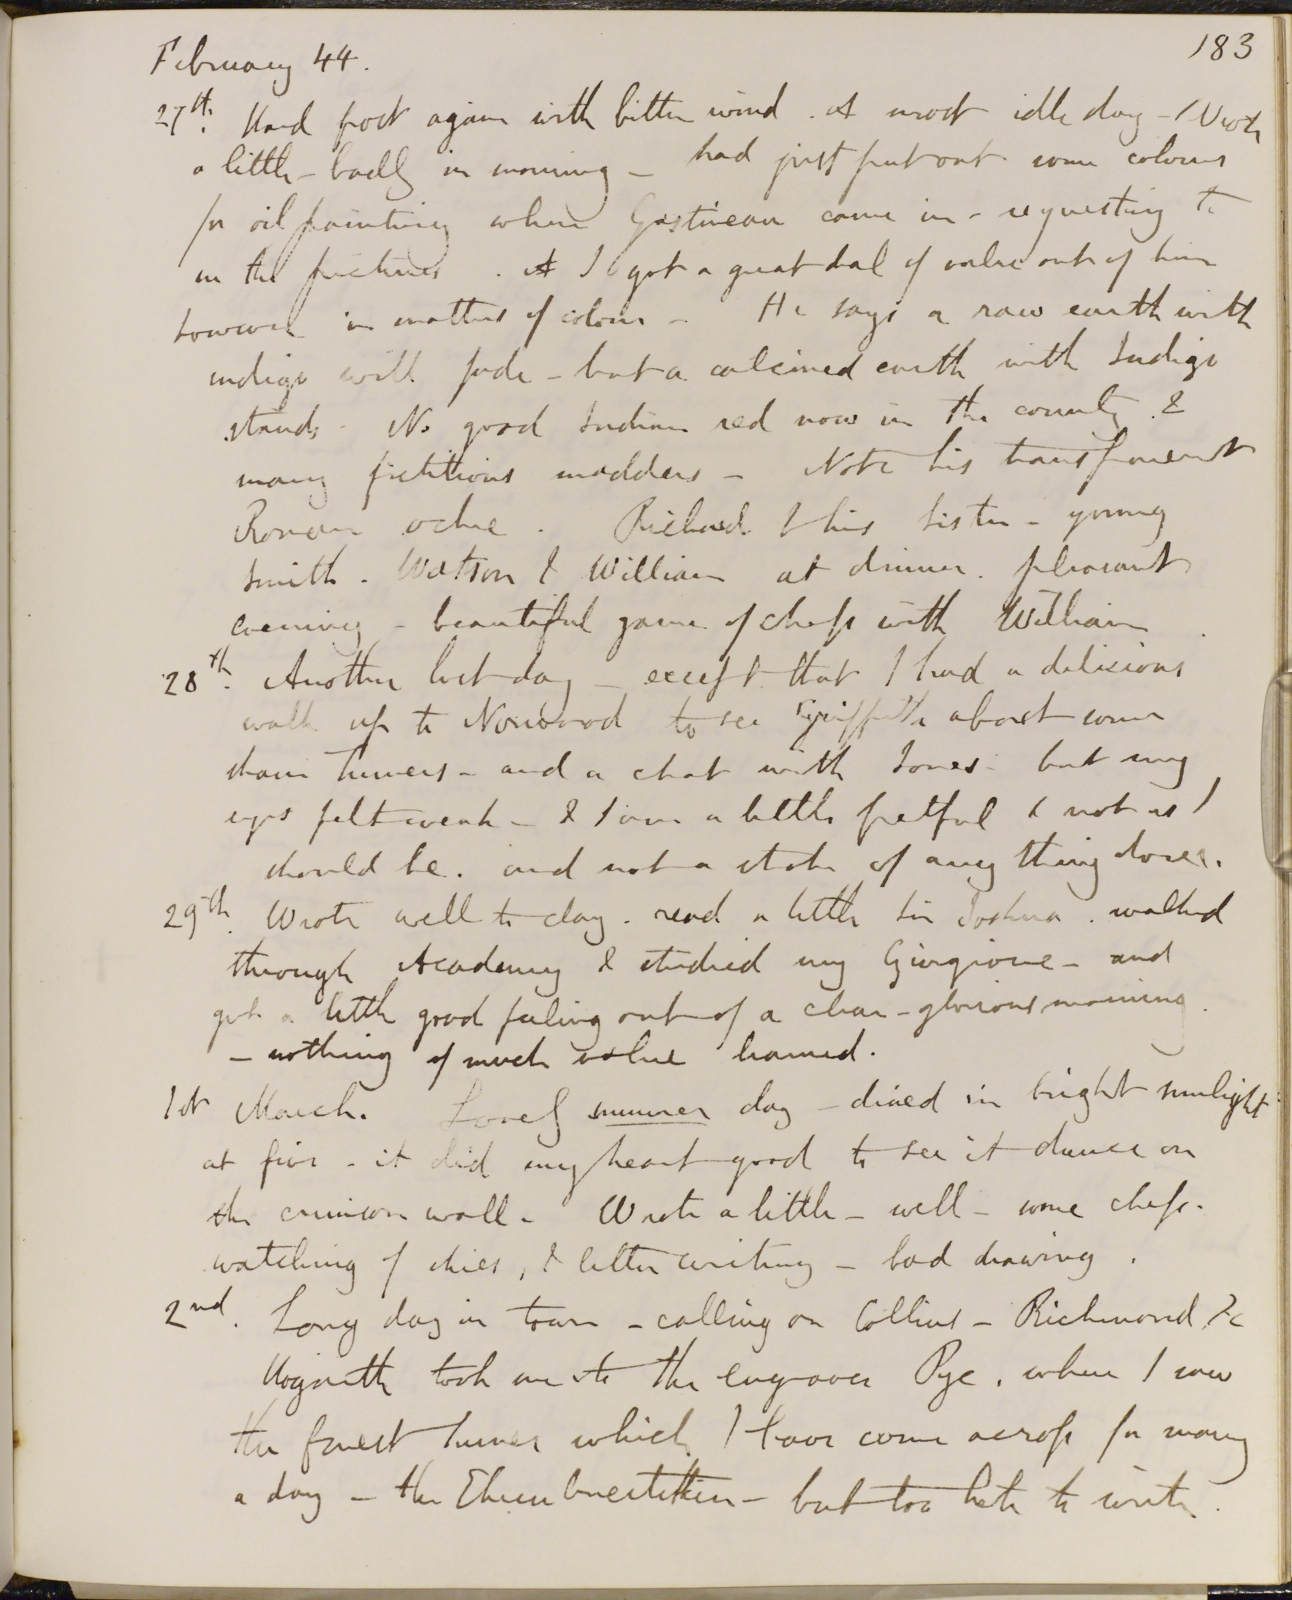 February 44.
183
27th. Hard frost again with bitter wind. A most idle day - Wrote
a little - badly in morning - had just put out some colours
for oil painting when Gastineau came in - requesting to
in the pictures. I got a great deal of value out of him
however in matters of colour - He says a raw earth with
indigo will fade - but a calcined earth with Indigo
stands - No good Indian red now in the country &
many fictitious madders - Note his transparent
Roman ochre. Richard & his sister - young
Smith - Watson & William at dinner. pleasant
evening - beautiful game of chess with William
28th. Another lost day - except that I had a delicious
walk up to Norwood to see Griffith about some
sham Turners - and a chat with Jones - but my
eyes felt weak - & I am a little fretful & not as I
should be. and not a stroke of any thing done.
29th. Wrote well to day. read a little Sir Joshua. walked
through Academy & studied my Giorgione - and
got a little good feeling out of a clear - glorious morning.
- nothing of much value learned.
1st March. Lovely summer day - dined in bright sunlight
at five - it did my heart good to see it dance on
the crimson wall - Wrote a little - well - some chess -
watching of skies, & letter writing - bad drawing.
2nd. Long day in town - calling on Collins - Richmond &c
Hogarth took me to the engraver Pye, where I saw
the finest Turner which I have come across for many
a day - the Ehrenbreitstein - but too late to write.